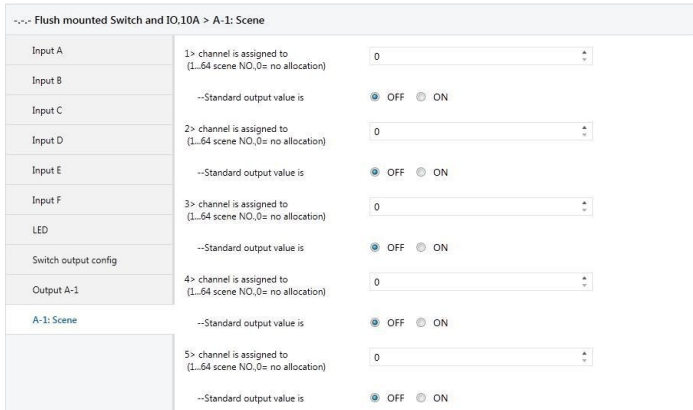 -.-.- Flush mounted Switch and IO,10A > A-1: Scene
Input A
Input B
Input C
Input D
Input E
Input F
LED
Switch output config
Output A-1
A-1: Scene
1> channel is assigned to
(1...64 scene NO.,0= no allocation)
0
--Standard output value is
OFF ON
2> channel is assigned to
(1...64 scene NO.,0= no allocation)
0
--Standard output value is
OFF ON
3> channel is assigned to
(1...64 scene NO.,0= no allocation)
0
--Standard output value is
OFF ON
4> channel is assigned to
(1...64 scene NO.,0= no allocation)
0
--Standard output value is
OFF ON
5> channel is assigned to
(1...64 scene NO.,0= no allocation)
0
--Standard output value is
OFF ON